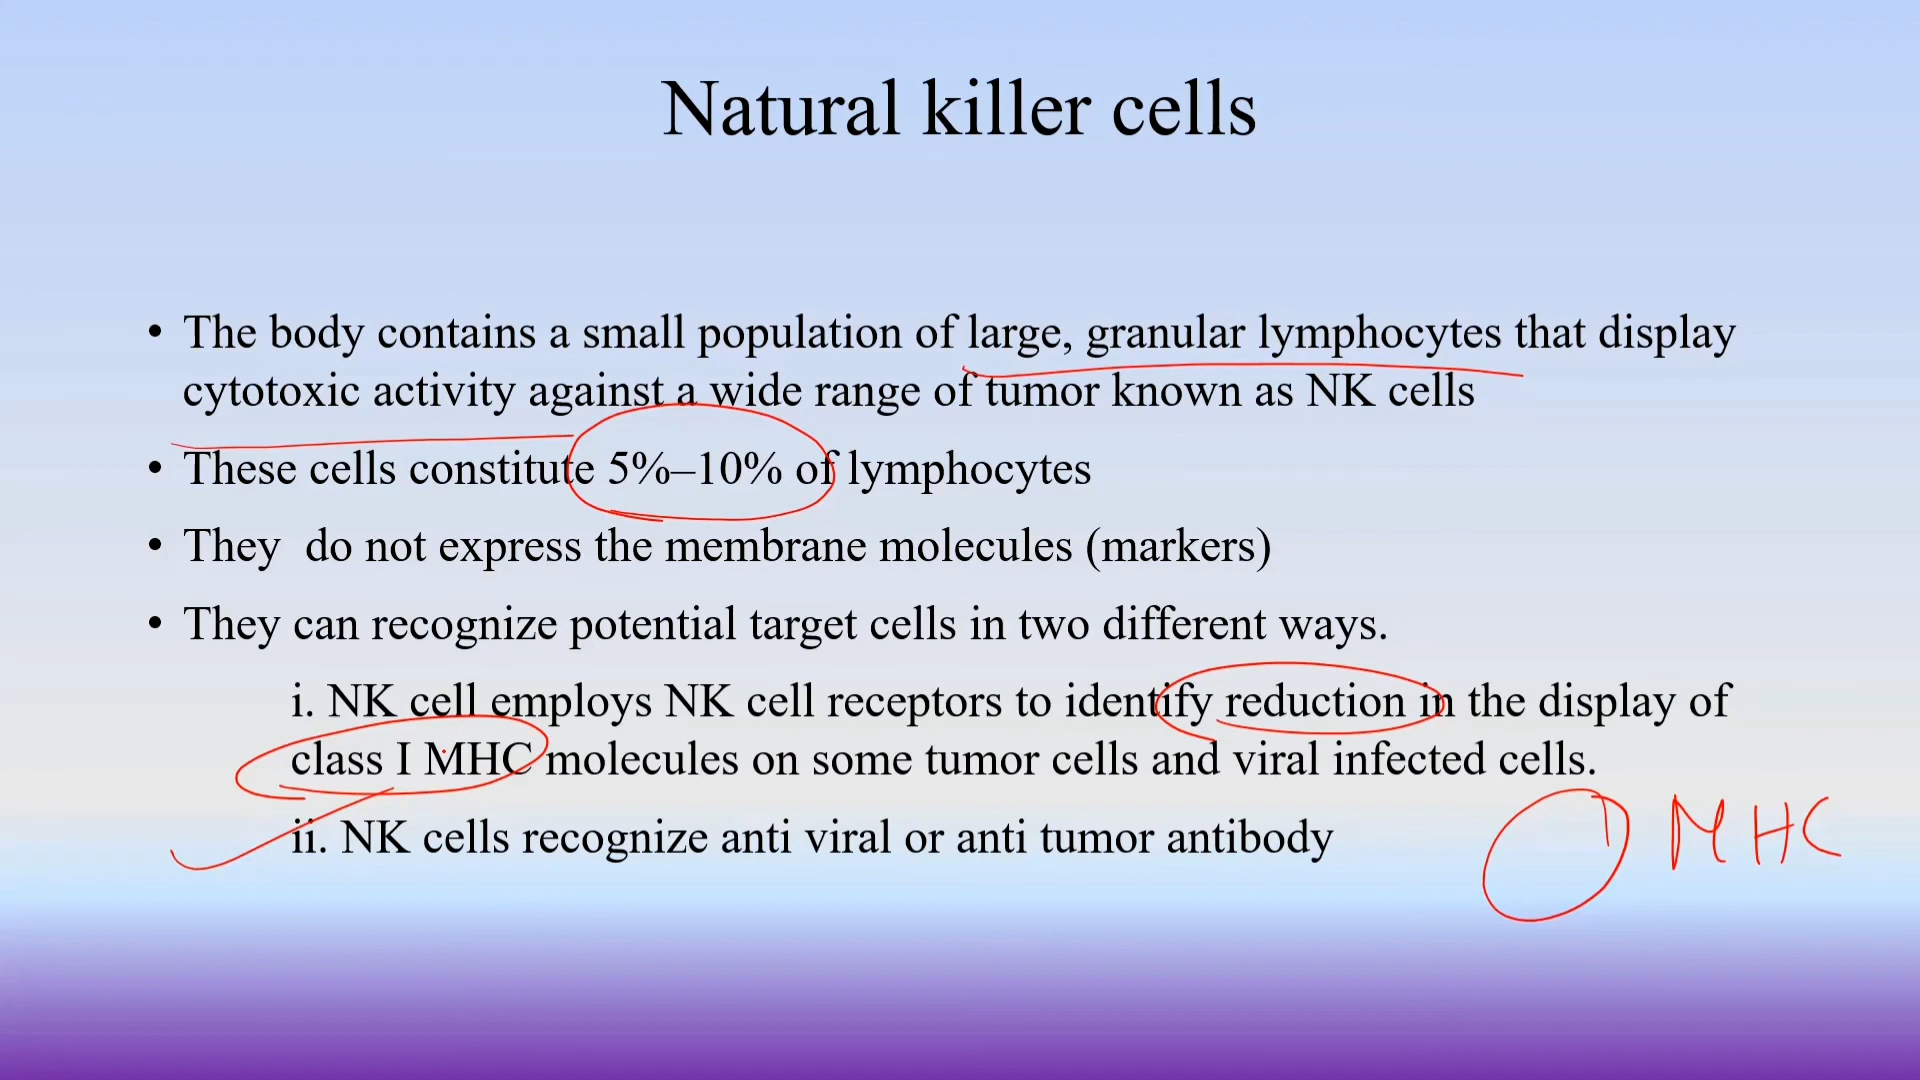 Natural killer cells
• The body contains a small population of large, granular lymphocytes that display
cytotoxic activity against a wide range of tumor known as NK cells
• These cells constitute 5%–10% of lymphocytes
• They  do not express the membrane molecules (markers)
• They can recognize potential target cells in two different ways.
i. NK cell employs NK cell receptors to identify reduction in the display of
class I MHC molecules on some tumor cells and viral infected cells.
ii. NK cells recognize anti viral or anti tumor antibody
MHC